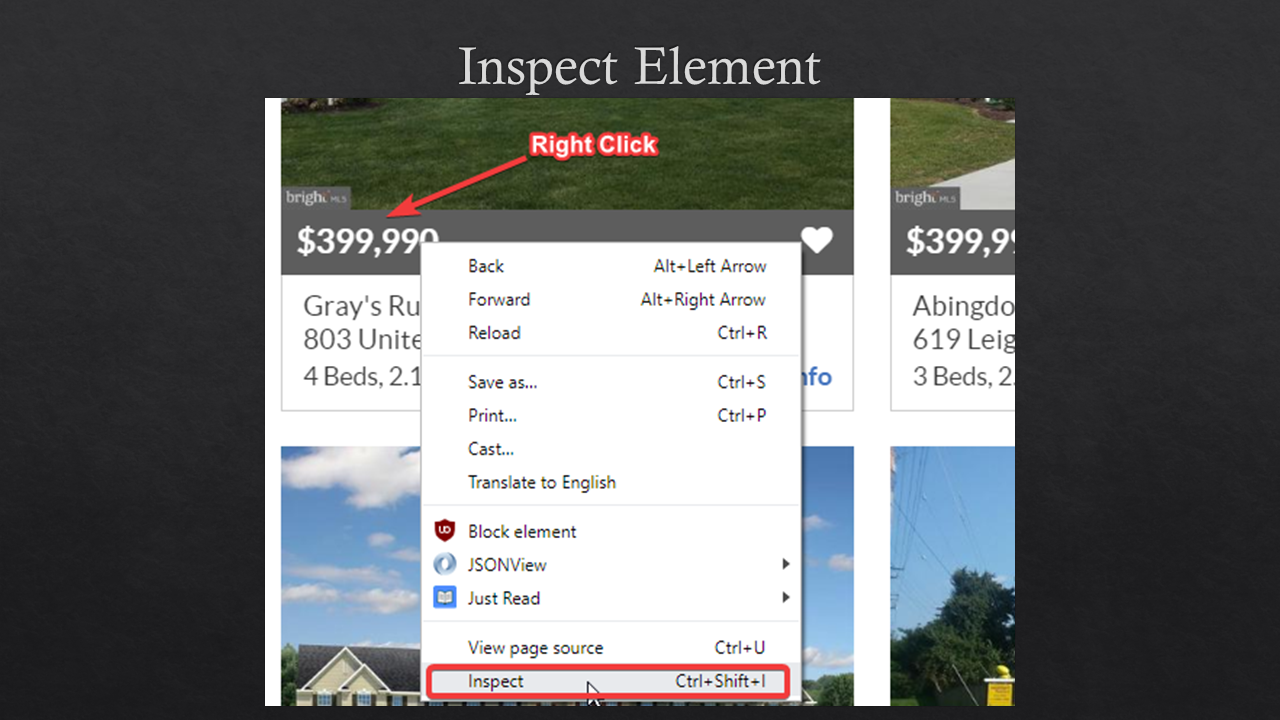 Inspect Element
Right Click
bright MLS
bright MLS
$399,990
$399,99
Gray's Ru
803 Unite
4 Beds, 2.1
nfo
Abingdo
619 Leig
3 Beds, 2.
Back Alt+Left Arrow
Forward Alt+Right Arrow
Reload Ctrl+R
Save as... Ctrl+S
Print... Ctrl+P
Cast...
Translate to English
UO Block element
JSONView
Just Read
View page source Ctrl+U
Inspect Ctrl+Shift+I